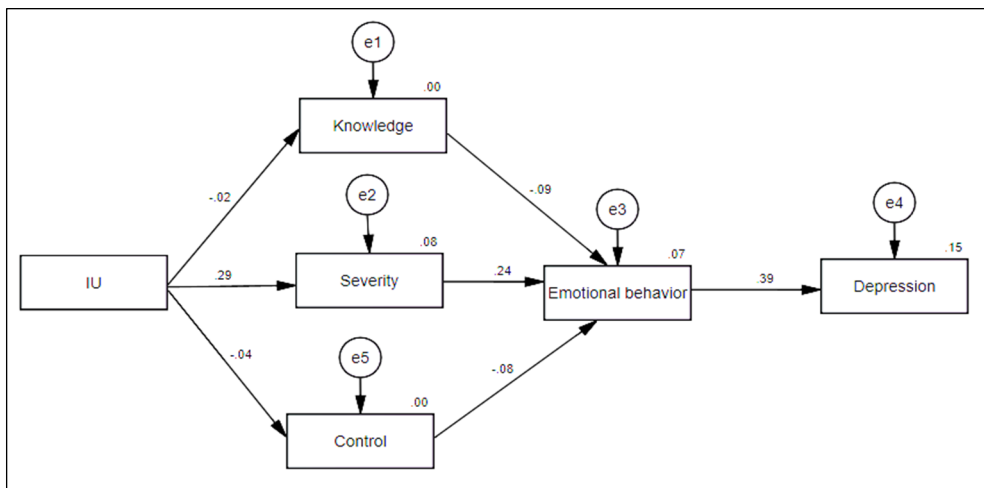 e1
.00
Knowledge
-.02
-.09
e2
e3
e4
.08
.07
.15
IU
.29
Severity
.24
Emotional behavior
.39
Depression
-.04
e5
-.08
.00
Control